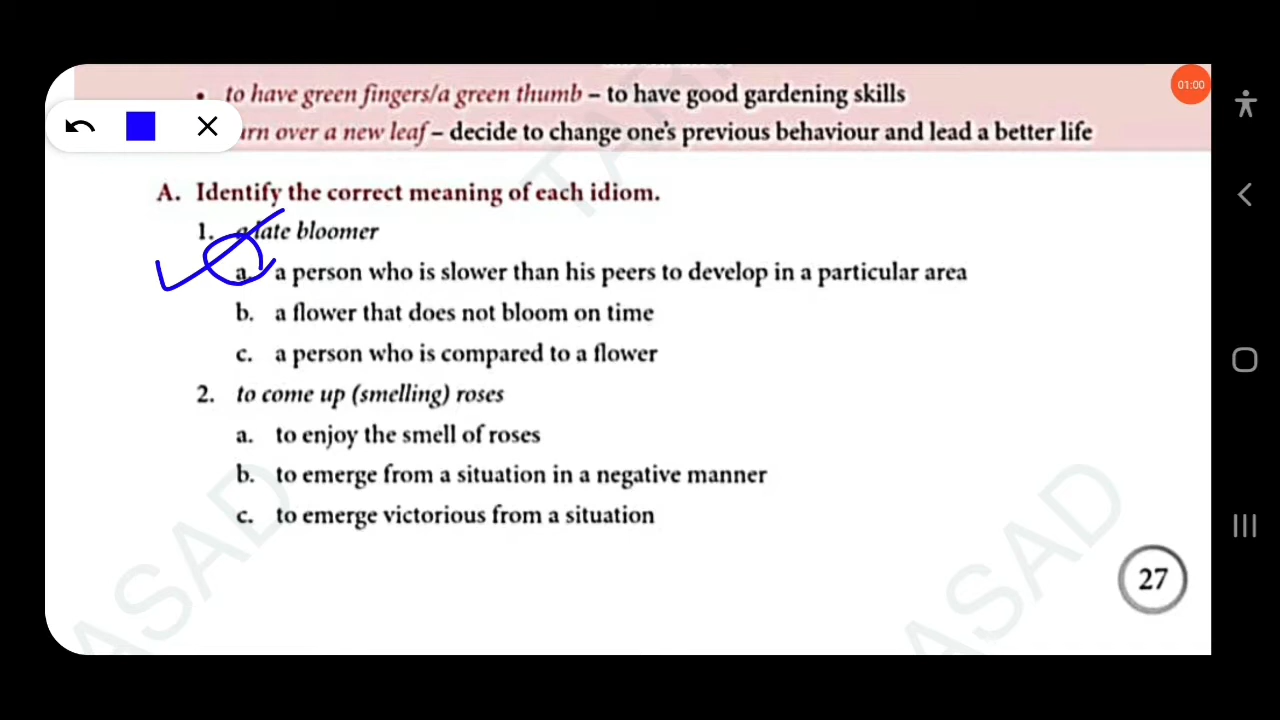 • to have green fingers/a green thumb – to have good gardening skills
01:00
urn over a new leaf – decide to change one's previous behaviour and lead a better life
A. Identify the correct meaning of each idiom.
1. a late bloomer
a. a person who is slower than his peers to develop in a particular area
b. a flower that does not bloom on time
c. a person who is compared to a flower
2. to come up (smelling) roses
a. to enjoy the smell of roses
b. to emerge from a situation in a negative manner
c. to emerge victorious from a situation
27
ASAD
ASAD